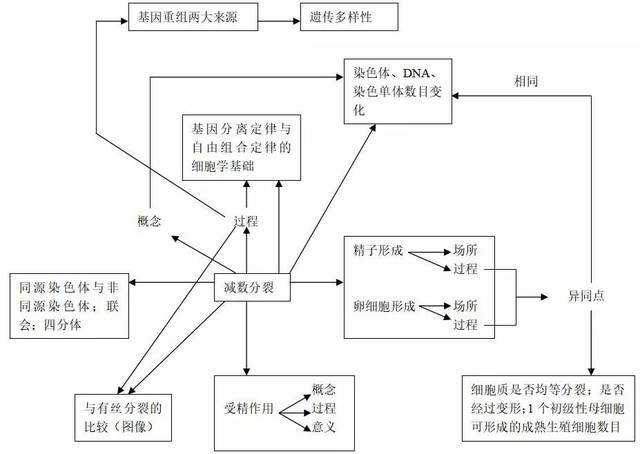 基因重组两大来源
遗传多样性
染色体、DNA、
染色单体数目变
化
相同
基因分离定律与
自由组合定律的
细胞学基础
概念
过程
精子形成
场所
过程
同源染色体与非
同源染色体；联
会；四分体
减数分裂
卵细胞形成
场所
过程
异同点
与有丝分裂的
比较（图像）
受精作用
概念
过程
意义
细胞质是否均等分裂；是否
经过变形；1个初级性母细胞
可形成的成熟生殖细胞数目